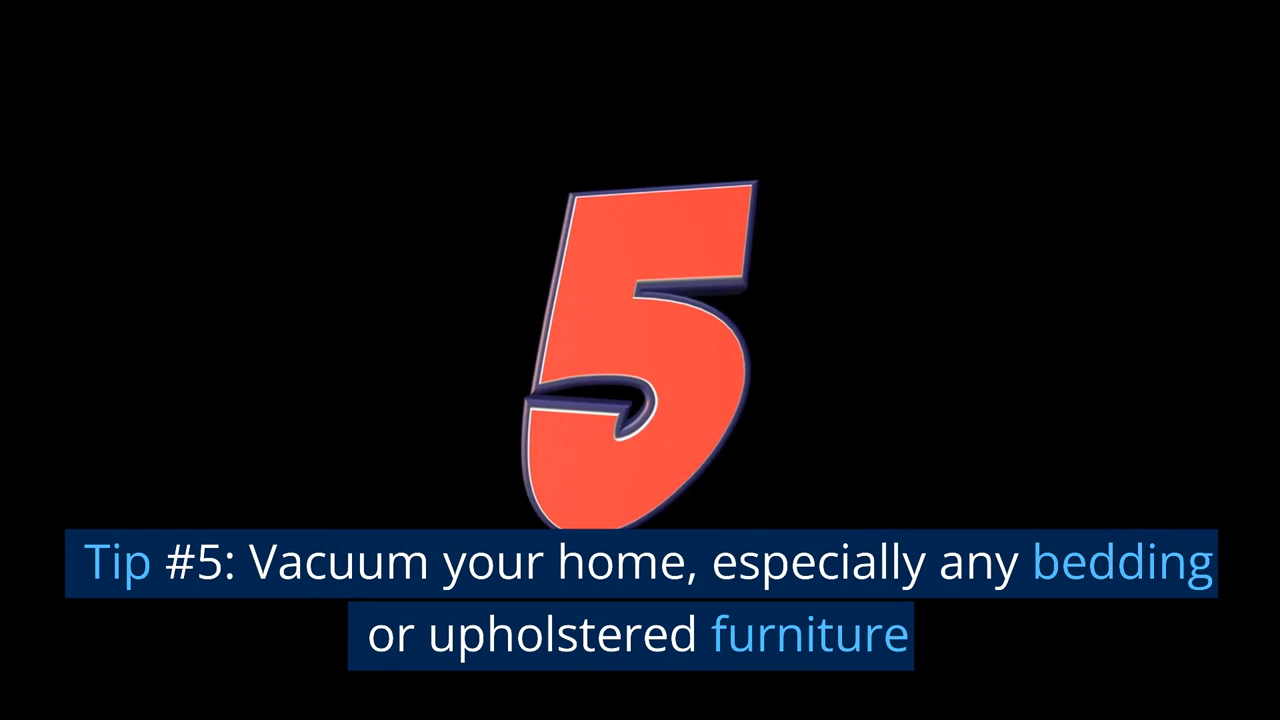 5
Tip #5: Vacuum your home, especially any bedding
or upholstered furniture